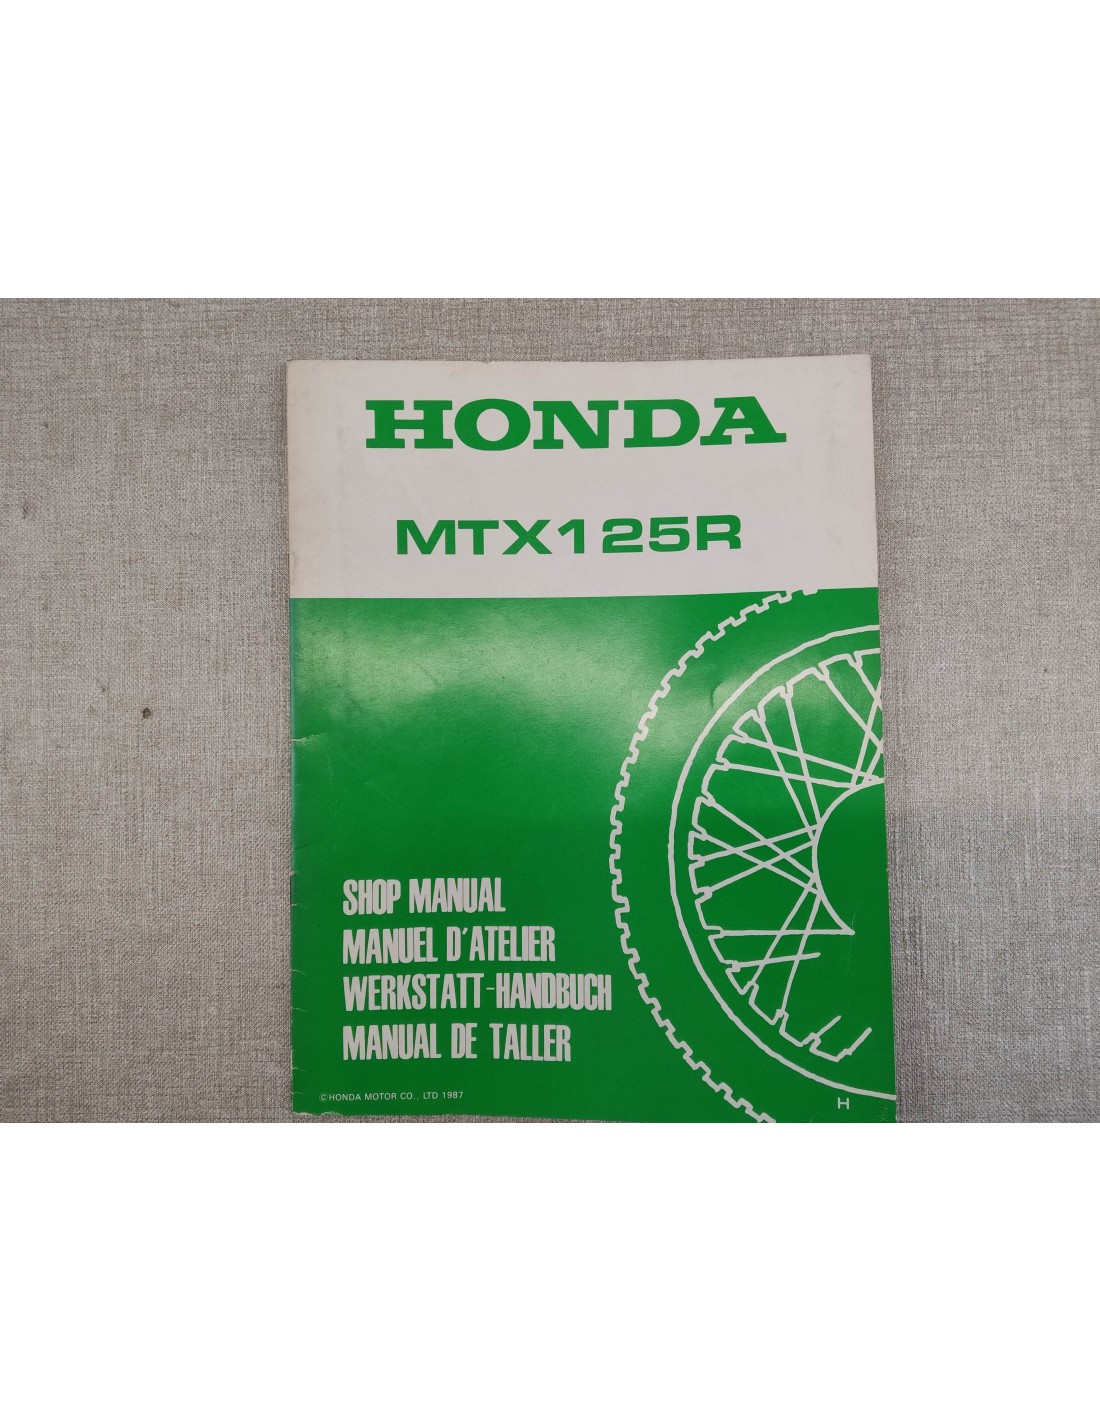 HONDA
MTX125R
SHOP MANUAL
MANUEL D'ATELIER
WERKSTATT-HANDBUCH
MANUAL DE TALLER
© HONDA MOTOR CO., LTD 1987
H